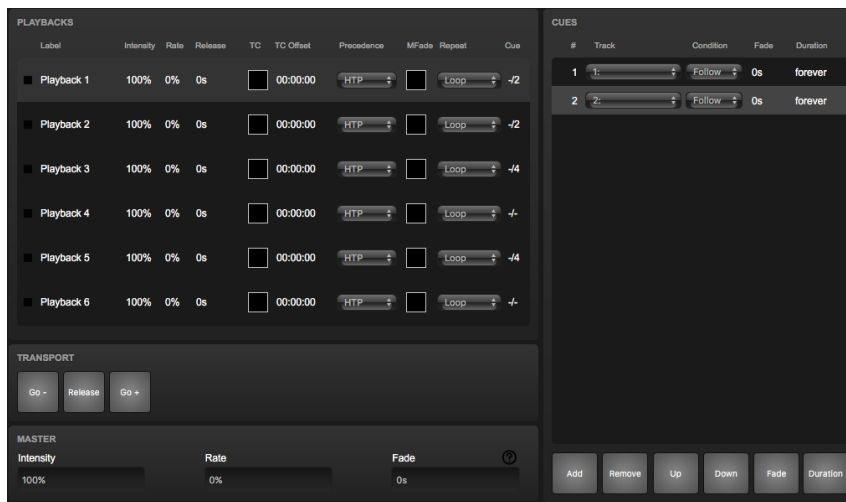 PLAYBACKS
Label Intensity Rate Release TC TC Offset Precedence MFade Repeat Cue
Playback 1 100% 0% 0s 00:00:00 HTP Loop -/2
Playback 2 100% 0% 0s 00:00:00 HTP Loop -/2
Playback 3 100% 0% 0s 00:00:00 HTP Loop -/4
Playback 4 100% 0% 0s 00:00:00 HTP Loop -/-
Playback 5 100% 0% 0s 00:00:00 HTP Loop -/4
Playback 6 100% 0% 0s 00:00:00 HTP Loop -/-
TRANSPORT
Go - Release Go +
MASTER
Intensity Rate Fade ?
100% 0% 0s
CUES
# Track Condition Fade Duration
1 1: Follow 0s forever
2 2: Follow 0s forever
Add Remove Up Down Fade Duration